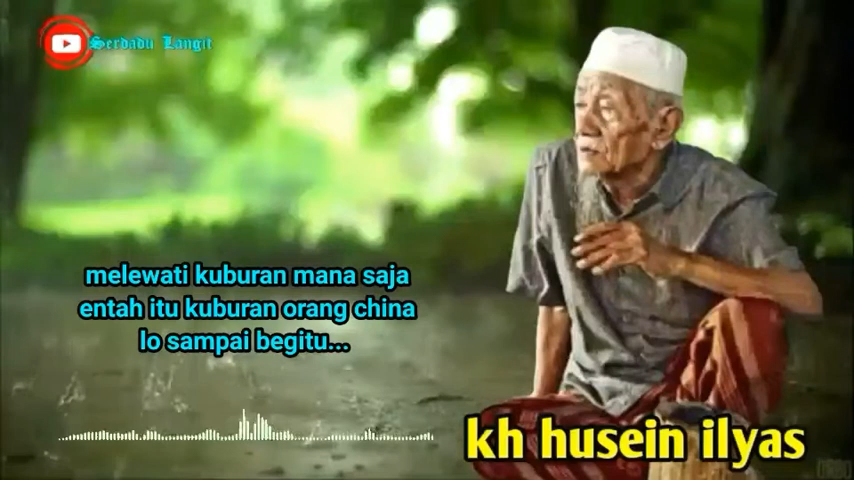 Serdadu Langit
melewati kuburan mana saja
entah itu kuburan orang china
lo sampai begitu...
kh husein ilyas